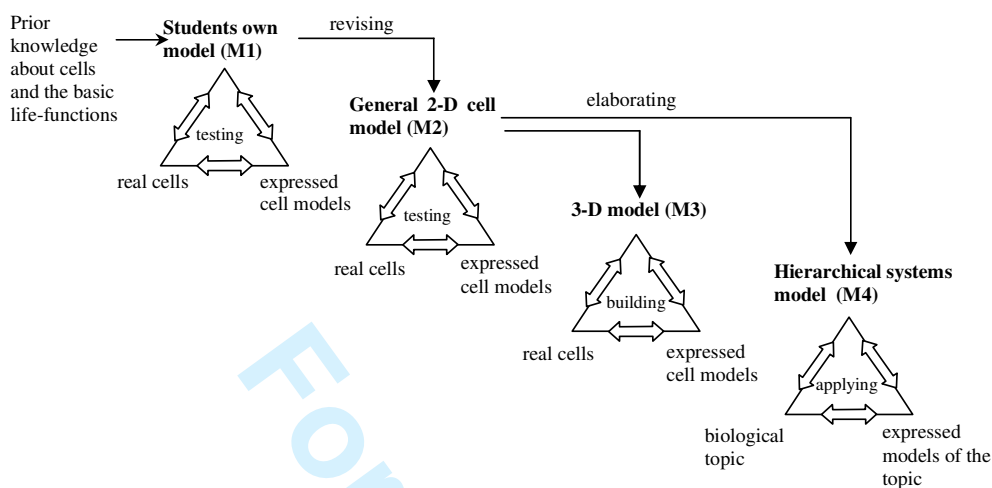 Prior
knowledge
about cells
and the basic
life-functions
Students own
model (M1)
revising
testing
real cells
expressed
cell models
General 2-D cell
model (M2)
elaborating
testing
real cells
expressed
cell models
3-D model (M3)
building
real cells
expressed
cell models
Hierarchical systems
model (M4)
applying
biological
topic
expressed
models of the
topic
For